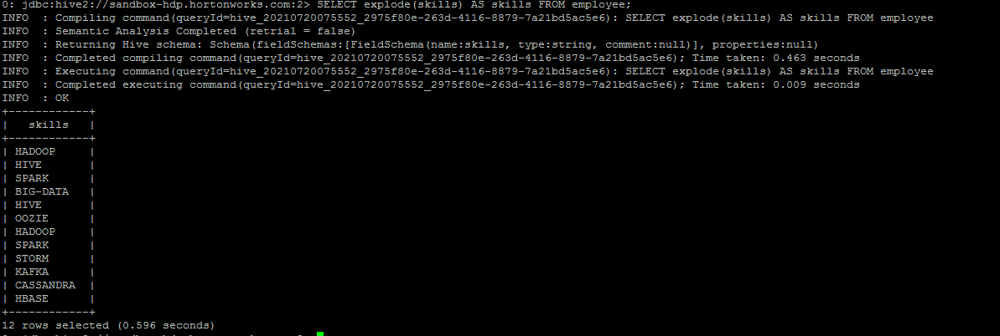 0: jdbc:hive2://sandbox-hdp.hortonworks.com:2> SELECT explode(skills) AS skills FROM employee;
INFO  : Compiling command(queryId=hive_20210720075552_2975f80e-263d-4116-8879-7a21bd5ac5e6): SELECT explode(skills) AS skills FROM employee
INFO  : Semantic Analysis Completed (retrial = false)
INFO  : Returning Hive schema: Schema(fieldSchemas:[FieldSchema(name:skills, type:string, comment:null)], properties:null)
INFO  : Completed compiling command(queryId=hive_20210720075552_2975f80e-263d-4116-8879-7a21bd5ac5e6); Time taken: 0.463 seconds
INFO  : Executing command(queryId=hive_20210720075552_2975f80e-263d-4116-8879-7a21bd5ac5e6): SELECT explode(skills) AS skills FROM employee
INFO  : Completed executing command(queryId=hive_20210720075552_2975f80e-263d-4116-8879-7a21bd5ac5e6); Time taken: 0.009 seconds
INFO  : OK
+------------+
|   skills   |
+------------+
| HADOOP     |
| HIVE       |
| SPARK      |
| BIG-DATA   |
| HIVE       |
| OOZIE      |
| HADOOP     |
| SPARK      |
| STORM      |
| KAFKA      |
| CASSANDRA  |
| HBASE      |
+------------+
12 rows selected (0.596 seconds)